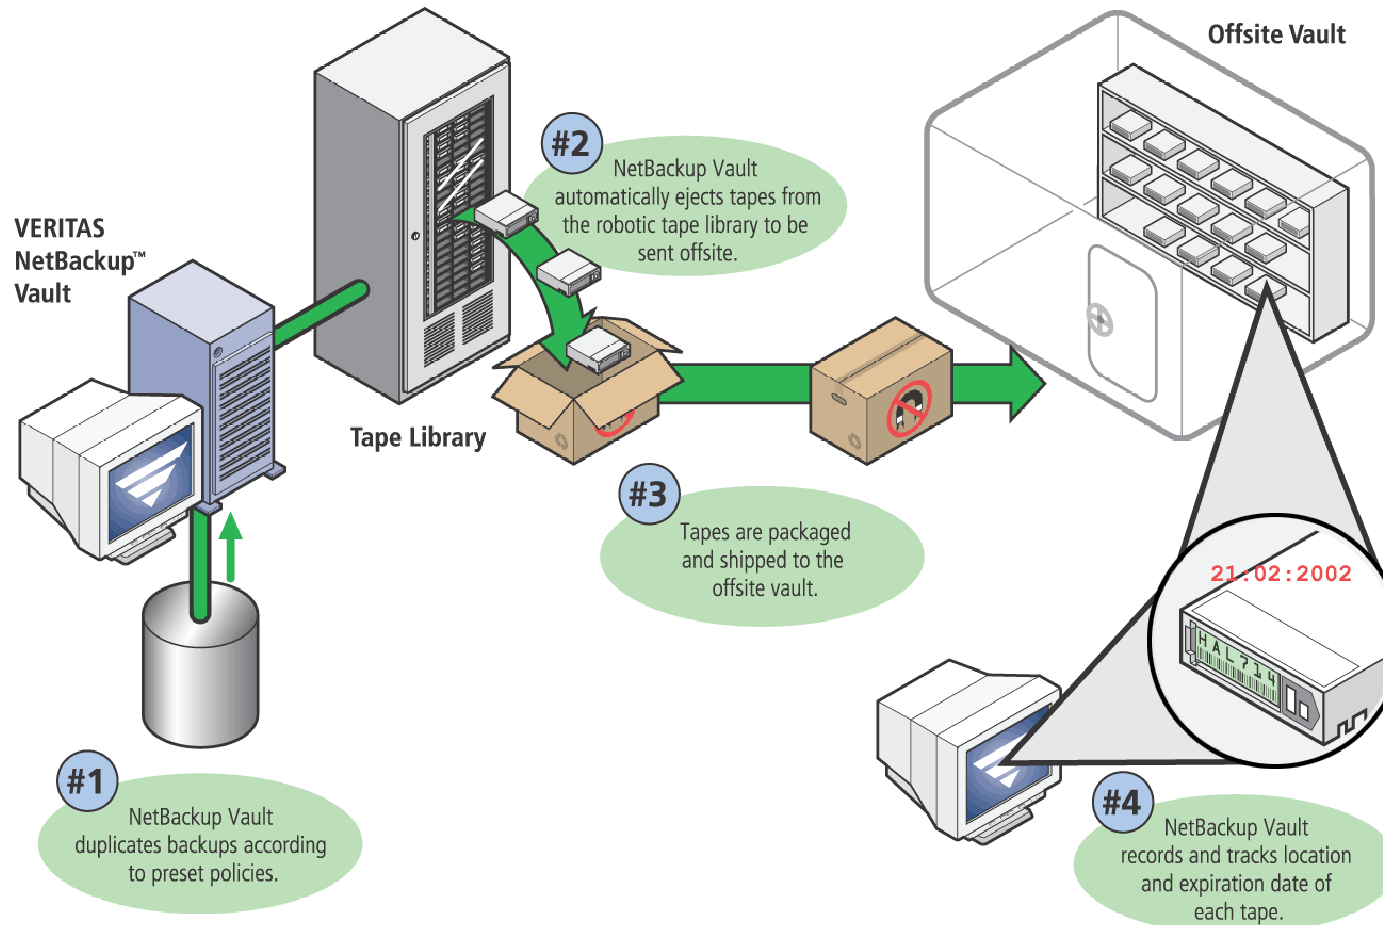 Offsite Vault
#2
NetBackup Vault
automatically ejects tapes from
the robotic tape library to be
sent offsite.
VERITAS
NetBackup™
Vault
Tape Library
#3
Tapes are packaged
and shipped to the
offsite vault.
21:02:2002
HAL714
#1
NetBackup Vault
duplicates backups according
to preset policies.
#4
NetBackup Vault
records and tracks location
and expiration date of
each tape.